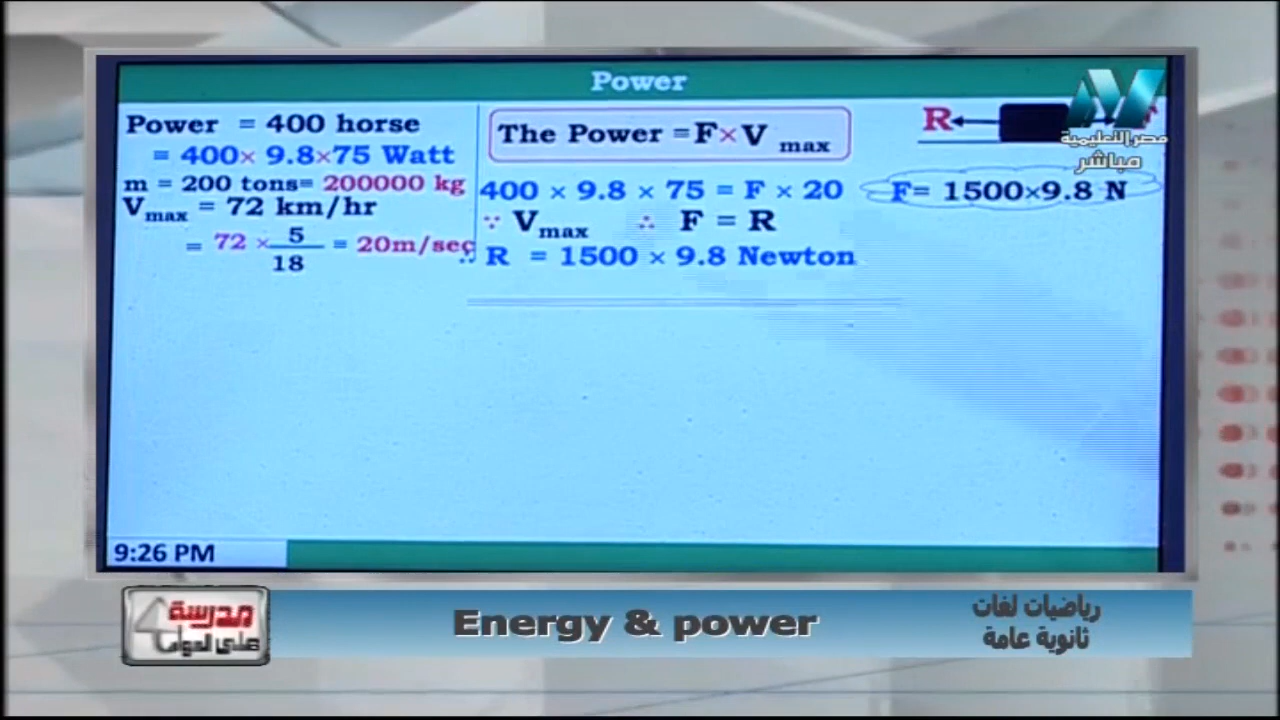 Power
Power = 400 horse
= 400× 9.8×75 Watt
m = 200 tons= 200000 kg
Vmax = 72 km/hr
= 72 × 5/18 = 20m/sec
The Power = F× V max
400 × 9.8 × 75 = F × 20
∵ Vmax ∴ F = R
∴ R = 1500 × 9.8 Newton
R
F
مصر التعليمية
مباشر
F= 1500×9.8 N
9:26 PM
مدرسة
على الهواء
Energy & power
رياضيات لغات
ثانوية عامة